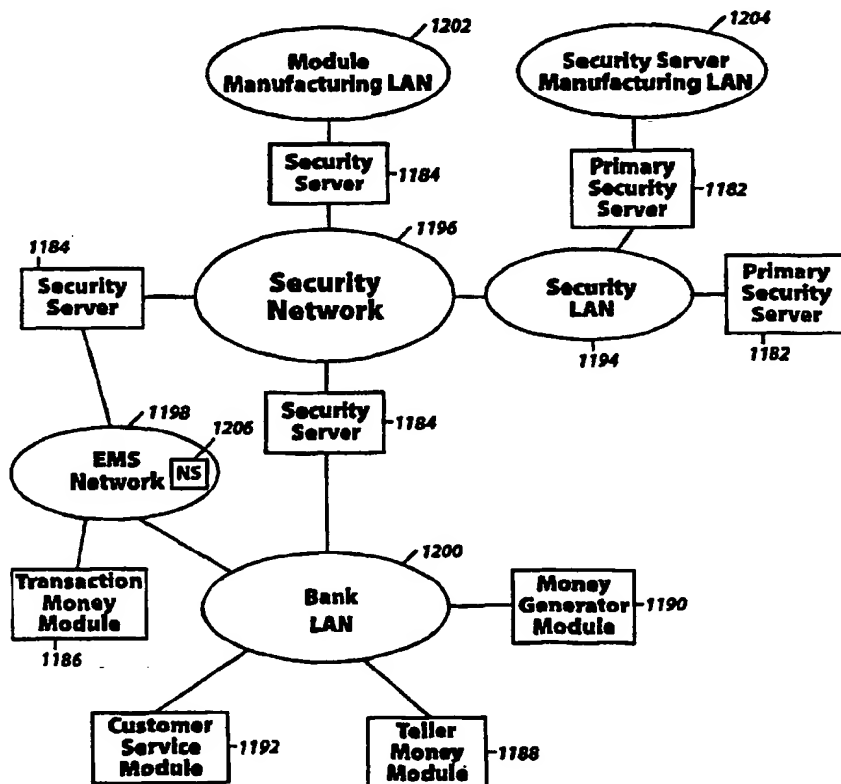 1202
1204
Module
Manufacturing LAN
Security Server
Manufacturing LAN
Security
Server
1184
Primary
Security
Server
1182
1196
1184
Security
Server
Security
Network
Security
LAN
1194
Primary
Security
Server
1182
Security
Server
1184
1198
1206
EMS
Network
NS
1200
Transaction
Money
Module
1186
Bank
LAN
Money
Generator
Module
1190
Customer
Service
Module
1192
Teller
Money
Module
1188